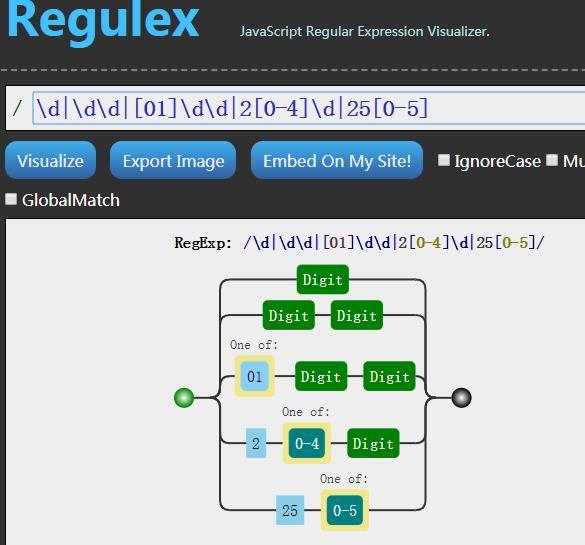 Regulex JavaScript Regular Expression Visualizer.
/ \d|\d\d|[01]\d\d|2[0-4]\d|25[0-5]
Visualize Export Image Embed On My Site! IgnoreCase Mu
GlobalMatch
RegExp: /\d|\d\d|[01]\d\d|2[0-4]\d|25[0-5]/
Digit
Digit Digit
One of:
01 Digit Digit
One of:
2 0-4 Digit
One of:
25 0-5